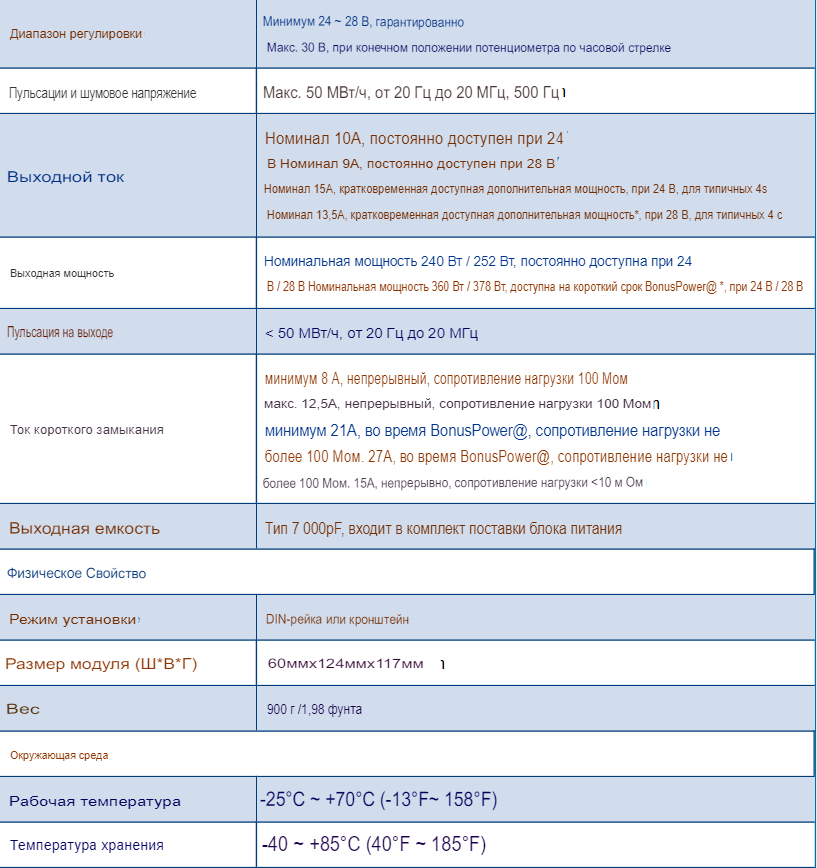 Диапазон регулировки
Минимум 24 ~ 28 В, гарантированно
Макс. 30 В, при конечном положении потенциометра по часовой стрелке
Пульсации и шумовое напряжение
Макс. 50 МВт/ч, от 20 Гц до 20 МГц, 500 Гц
Выходной ток
Номинал 10А, постоянно доступен при 24
В Номинал 9А, постоянно доступен при 28 В
Номинал 15А, кратковременная доступная дополнительная мощность, при 24 В, для типичных 4s
Номинал 13,5А, кратковременная доступная дополнительная мощность*, при 28 В, для типичных 4 с
Выходная мощность
Номинальная мощность 240 Вт / 252 Вт, постоянно доступна при 24
В / 28 В Номинальная мощность 360 Вт / 378 Вт, доступна на короткий срок BonusPower@ *, при 24 В / 28 В
Пульсация на выходе
< 50 МВт/ч, от 20 Гц до 20 МГц
Ток короткого замыкания
минимум 8 А, непрерывный, сопротивление нагрузки 100 Мом
макс. 12,5А, непрерывный, сопротивление нагрузки 100 Мом
минимум 21А, во время BonusPower@, сопротивление нагрузки не
более 100 Мом. 27А, во время BonusPower@, сопротивление нагрузки не
более 100 Мом. 15А, непрерывно, сопротивление нагрузки <10 м Ом
Выходная емкость
Тип 7 000pF, входит в комплект поставки блока питания
Физическое Свойство
Режим установки
DIN-рейка или кронштейн
Размер модуля (Ш*В*Г)
60ммx124ммx117мм
Вес
900 г /1,98 фунта
Окружающая среда
Рабочая температура
-25°C ~ +70°C (-13°F~ 158°F)
Температура хранения
-40 ~ +85°C (40°F ~ 185°F)